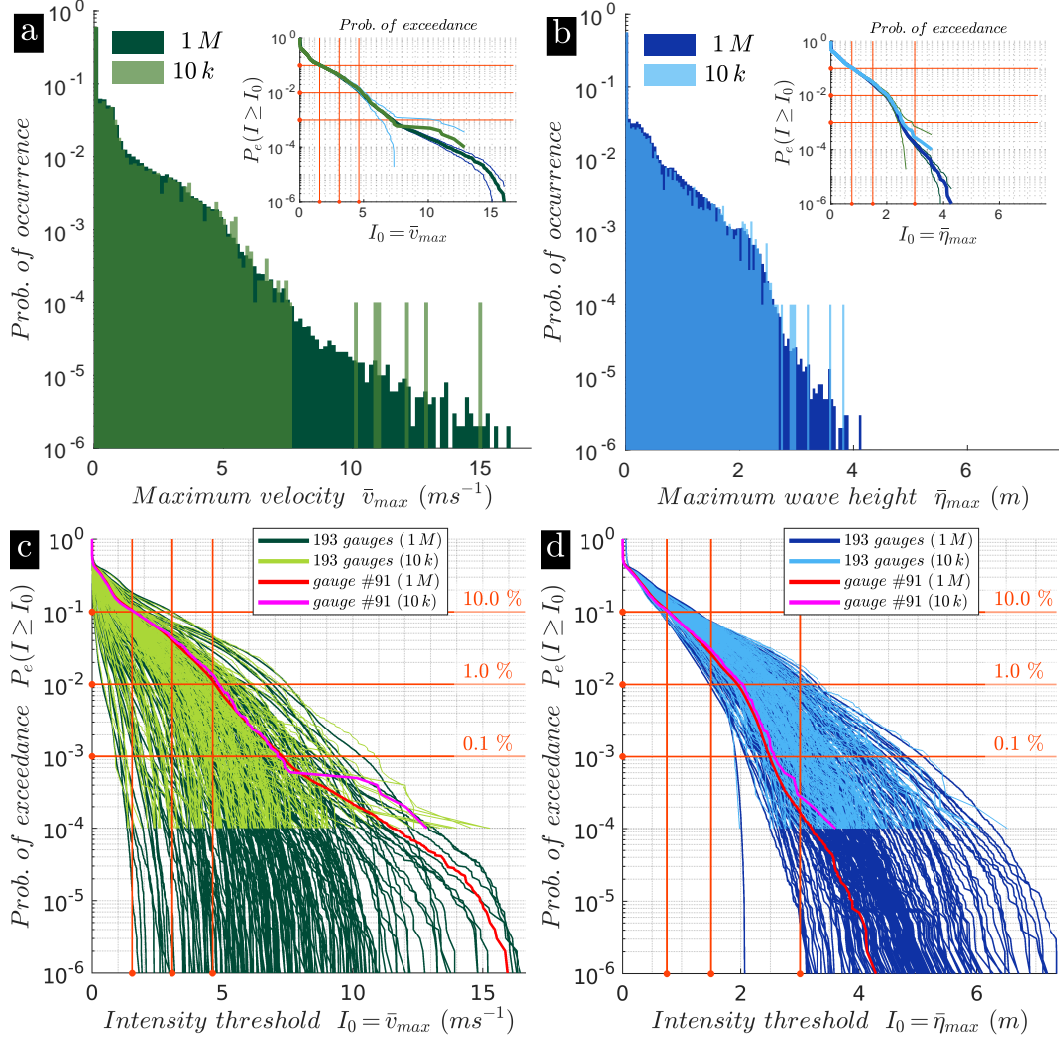 a
1 M
10 k
Prob. of occurrence
10^-1
10^-2
10^-3
10^-4
10^-5
10^-6
0
5
10
15
Maximum velocity v̄_max (ms^-1)
Prob. of exceedance
P_e(I ≥ I_0)
10^0
10^-2
10^-4
10^-6
0
5
10
15
I_0 = v̄_max
b
1 M
10 k
Prob. of occurrence
10^-1
10^-2
10^-3
10^-4
10^-5
10^-6
0
2
4
6
Maximum wave height η̄_max (m)
Prob. of exceedance
P_e(I ≥ I_0)
10^0
10^-2
10^-4
10^-6
0
2
4
6
I_0 = η̄_max
c
193 gauges (1 M)
193 gauges (10 k)
gauge #91 (1 M)
gauge #91 (10 k)
10.0 %
1.0 %
0.1 %
Prob. of exceedance P_e(I ≥ I_0)
10^0
10^-1
10^-2
10^-3
10^-4
10^-5
10^-6
0
5
10
15
Intensity threshold I_0 = v̄_max (ms^-1)
d
193 gauges (1 M)
193 gauges (10 k)
gauge #91 (1 M)
gauge #91 (10 k)
10.0 %
1.0 %
0.1 %
Prob. of exceedance P_e(I ≥ I_0)
10^0
10^-1
10^-2
10^-3
10^-4
10^-5
10^-6
0
2
4
6
Intensity threshold I_0 = η̄_max (m)